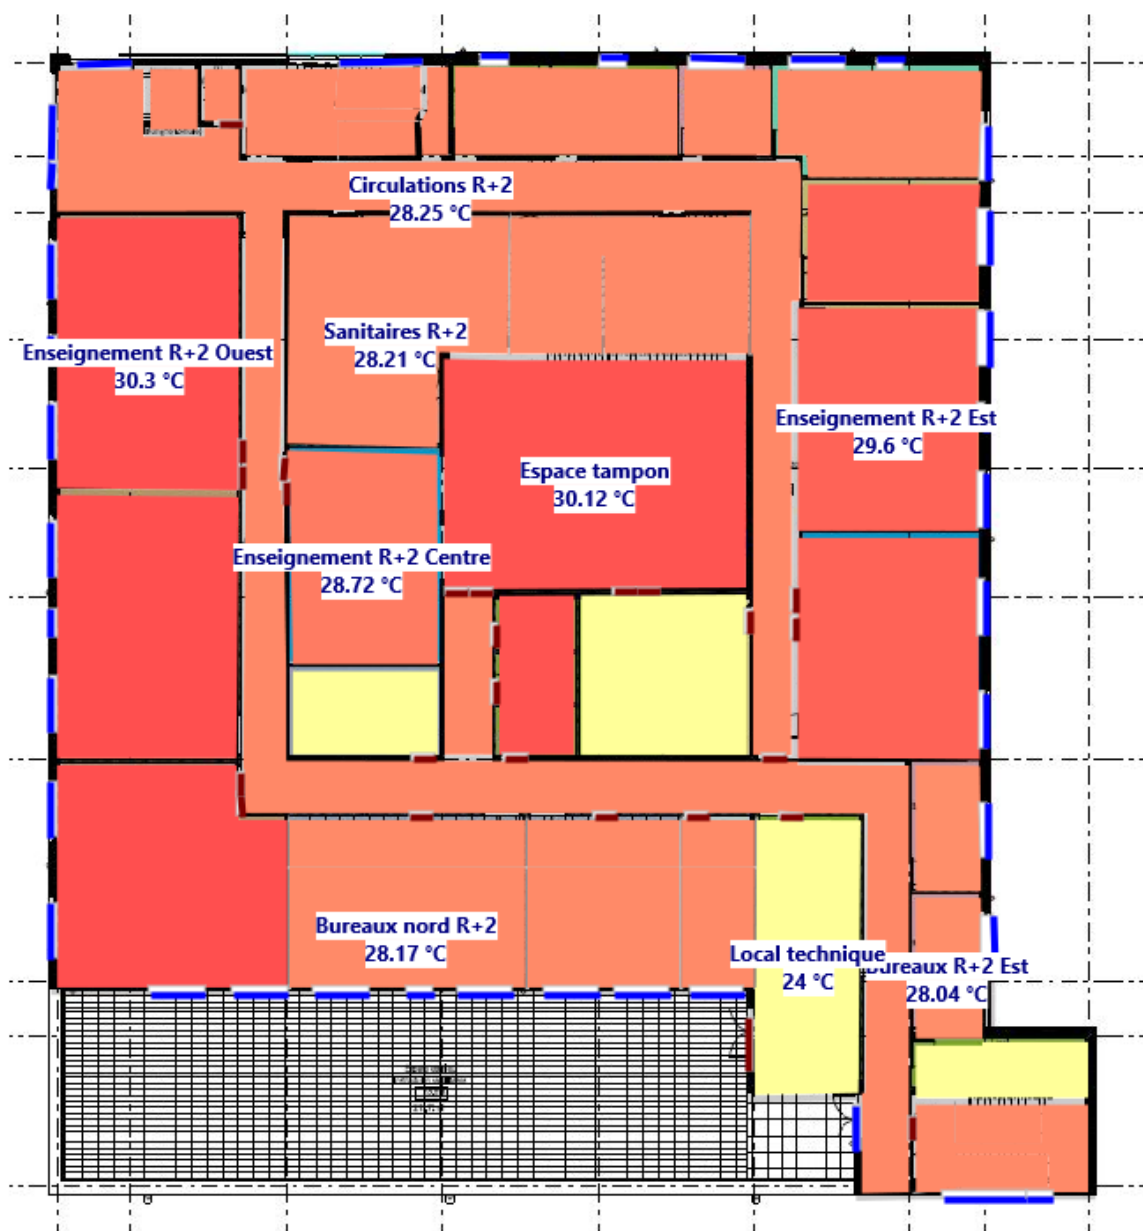 Circulations R+2
28.25 °C
Sanitaires R+2
28.21 °C
Enseignement R+2 Ouest
30.3 °C
Enseignement R+2 Est
29.6 °C
Espace tampon
30.12 °C
Enseignement R+2 Centre
28.72 °C
Bureaux nord R+2
28.17 °C
Local technique
24 °C
Bureaux R+2 Est
28.04 °C